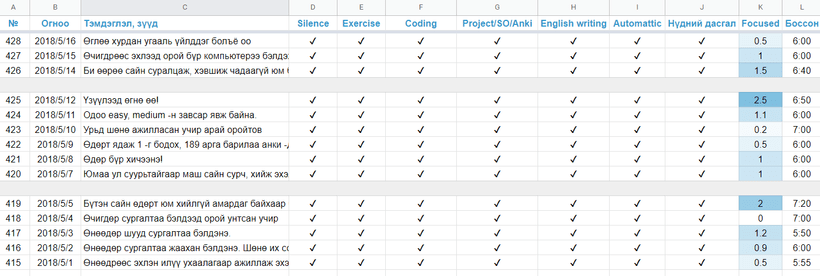 A B C D E F G H I J K L
№ Огноо Тэмдэглэл, зүүд Silence Exercise Coding Project/SO/Anki English writing Automattic Нүдний дасгал Focused Боссон
428 2018/5/16 Өглөө хурдан угааль үйлддэг болъё оо ✓ ✓ ✓ ✓ ✓ ✓ ✓ 0.5 6:00
427 2018/5/15 Өчигдрөөс эхлээд орой бүр компьютерээ бэлдэ ✓ ✓ ✓ ✓ ✓ ✓ ✓ 1 6:00
426 2018/5/14 Би өөрөө сайн суралцаж, хэвшиж чадаагүй юм ✓ ✓ ✓ ✓ ✓ ✓ ✓ 1.5 6:40
425 2018/5/12 Үзүүлээд өгнө өө! ✓ ✓ ✓ ✓ ✓ ✓ ✓ 2.5 6:50
424 2018/5/11 Odoo easy, medium -н завсар явж байна. ✓ ✓ ✓ ✓ ✓ ✓ ✓ 1.1 6:00
423 2018/5/10 Урьд шөнө ажилласан учир арай оройтов ✓ ✓ ✓ ✓ ✓ ✓ ✓ 0.2 7:00
422 2018/5/9 Өдөрт ядаж 1 -г бодох, 189 арга барилаа анки - ✓ ✓ ✓ ✓ ✓ ✓ ✓ 0.5 6:00
421 2018/5/8 Өдөр бүр хичээнэ! ✓ ✓ ✓ ✓ ✓ ✓ ✓ 1 6:00
420 2018/5/7 Юмаа ул суурьтайгаар маш сайн сурч, хийж эхэ ✓ ✓ ✓ ✓ ✓ ✓ ✓ 1 6:00
419 2018/5/5 Бүтэн сайн өдөрт юм хийлгүй амардаг байхаар ✓ ✓ ✓ ✓ ✓ ✓ ✓ 2 7:20
418 2018/5/4 Өчигдөр сургалтаа бэлдээд орой унтсан учир ✓ ✓ ✓ ✓ ✓ ✓ ✓ 0 7:00
417 2018/5/3 Өнөөдөр шууд сургалтаа бэлдэнэ. ✓ ✓ ✓ ✓ ✓ ✓ ✓ 1.2 5:50
416 2018/5/2 Өнөөдөр сургалтаа жаахан бэлдэнэ. Шөнө их со ✓ ✓ ✓ ✓ ✓ ✓ ✓ 0.9 6:00
415 2018/5/1 Өнөөдрөөс эхлэн илүү ухаалагаар ажиллаж эхэ ✓ ✓ ✓ ✓ ✓ ✓ ✓ 0.5 5:55